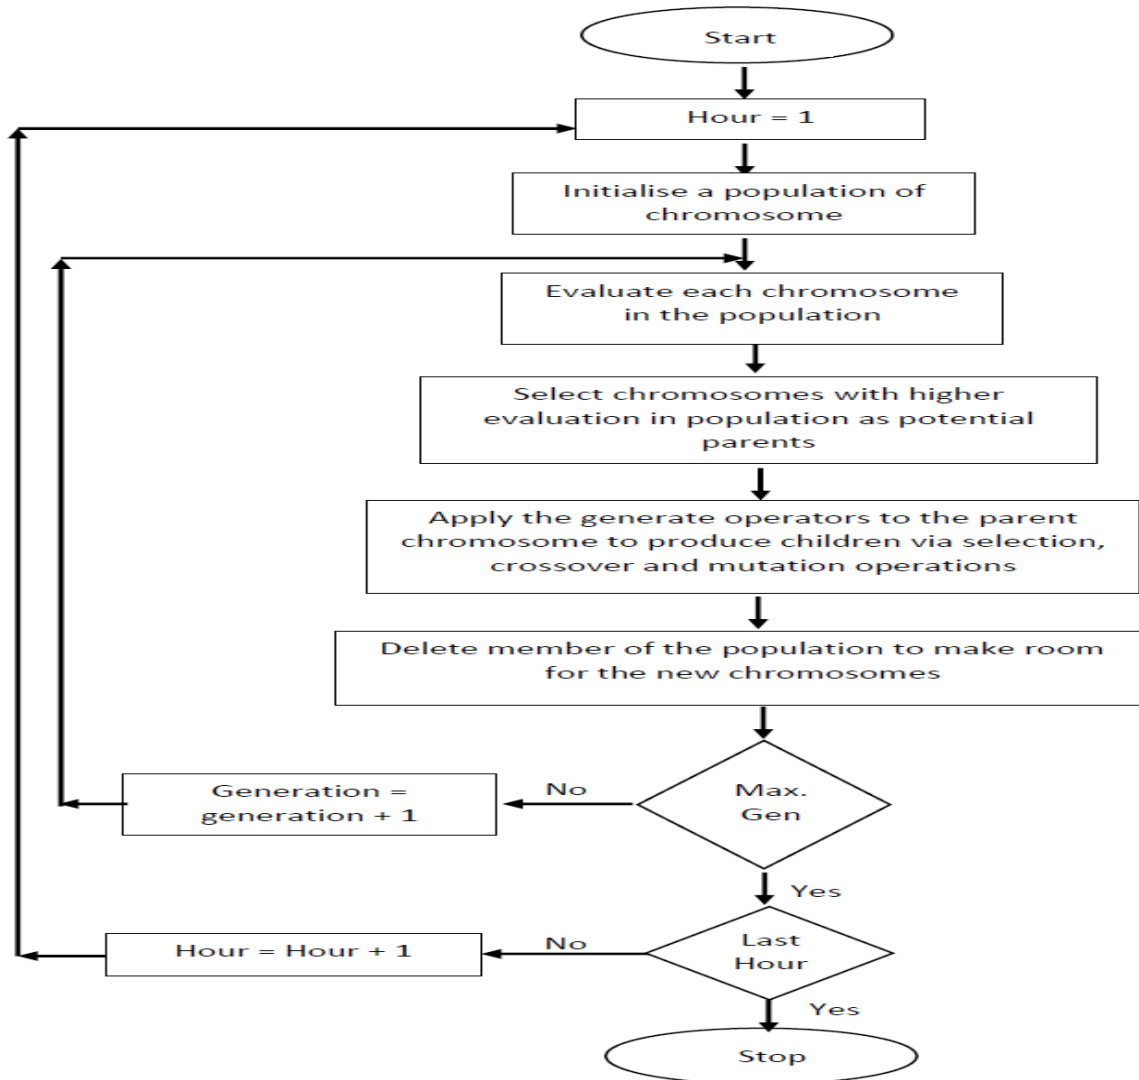 Start
Hour = 1
Initialise a population of
chromosome
Evaluate each chromosome
in the population
Select chromosomes with higher
evaluation in population as potential
parents
Apply the generate operators to the parent
chromosome to produce children via selection,
crossover and mutation operations
Delete member of the population to make room
for the new chromosomes
Max.
Gen
No
Generation =
generation + 1
Yes
Last
Hour
No
Hour = Hour + 1
Yes
Stop